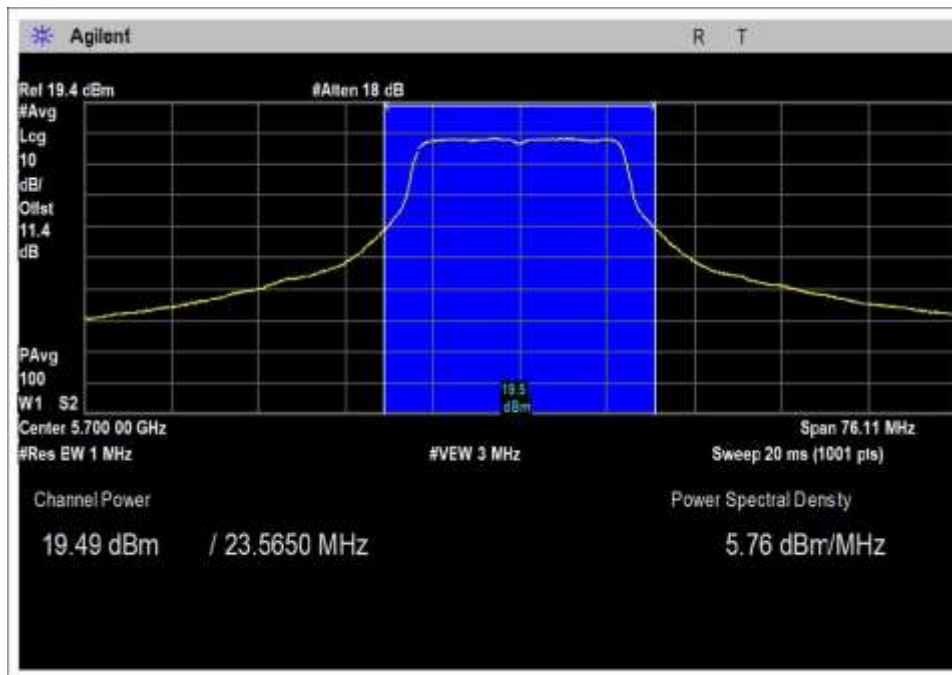 Agilent
R T
Ref 19.4 dBm
#Atten 18 dB
#Avg
Log
10
dB/
Offst
11.4
dB
PAvg
100
W1 S2
19.5
dBm
Center 5.700 00 GHz
Span 76.11 MHz
#Res BW 1 MHz
#VBW 3 MHz
Sweep 20 ms (1001 pts)
Channel Power
Power Spectral Density
19.49 dBm / 23.5650 MHz
5.76 dBm/MHz